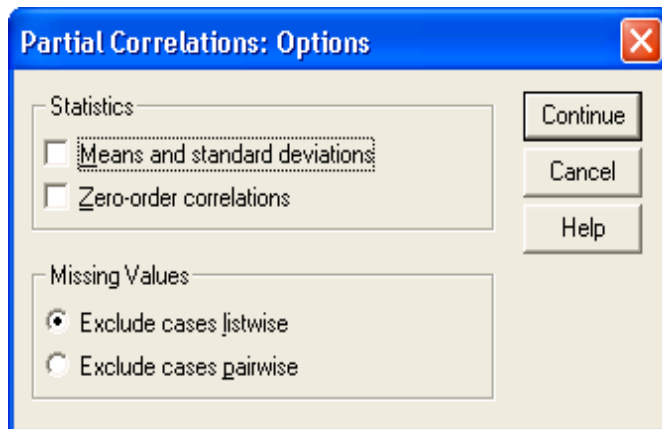 Partial Correlations: Options
Statistics
Means and standard deviations
Zero-order correlations
Continue
Cancel
Help
Missing Values
Exclude cases listwise
Exclude cases pairwise